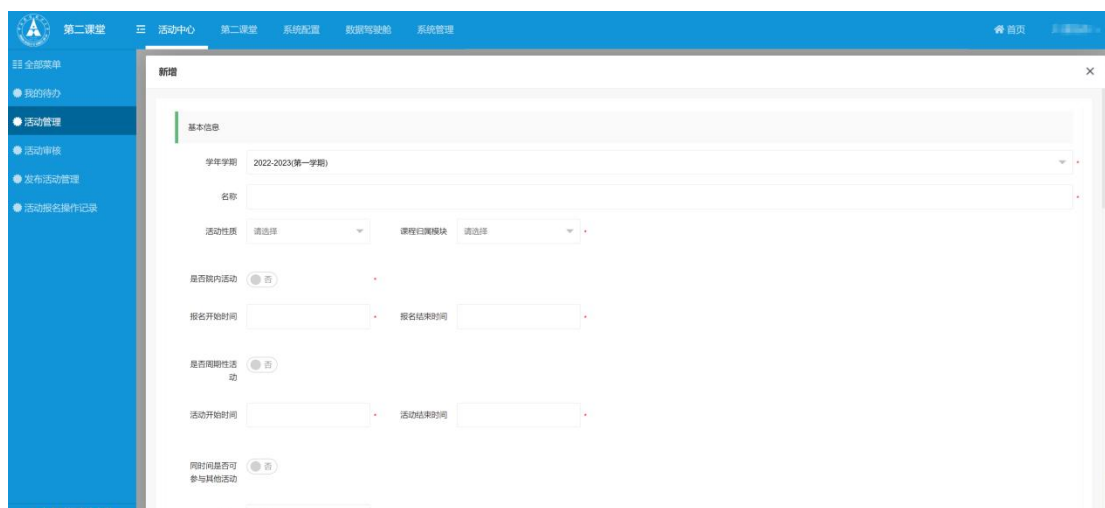 第二课堂 活动中心 第二课堂 系统配置 数据驾驶舱 系统管理 首页
全部菜单
我的待办
活动管理
活动审核
发布活动管理
活动报名操作记录
新增 ×
基本信息
学年学期 2022-2023(第一学期) *
名称 *
活动性质 请选择 课程归属模块 请选择 *
是否院内活动 否 *
报名开始时间 * 报名结束时间 *
是否周期性活
动 否
活动开始时间 * 活动结束时间 *
同时间是否可
参与其他活动 否